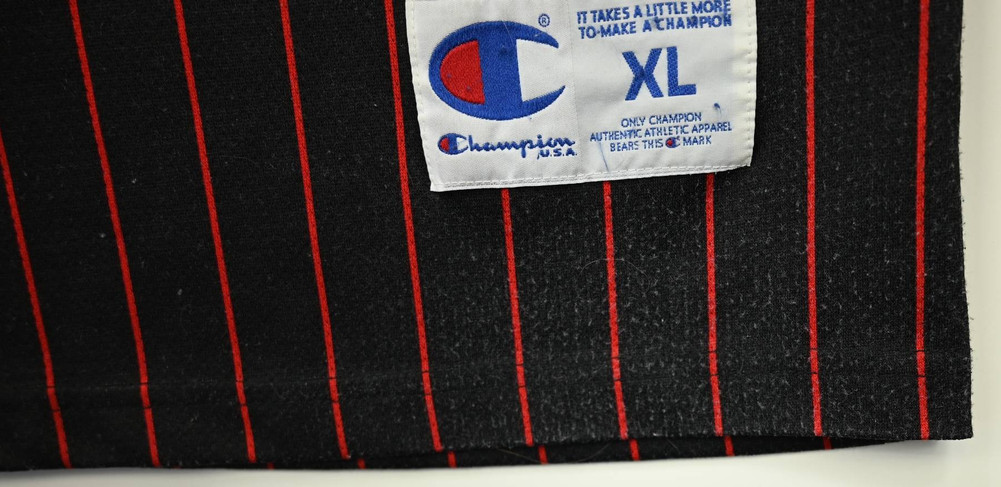 ®
Champion
U.S.A.
IT TAKES A LITTLE MORE
TO MAKE A CHAMPION
XL
ONLY CHAMPION
AUTHENTIC ATHLETIC APPAREL
BEARS THIS C MARK